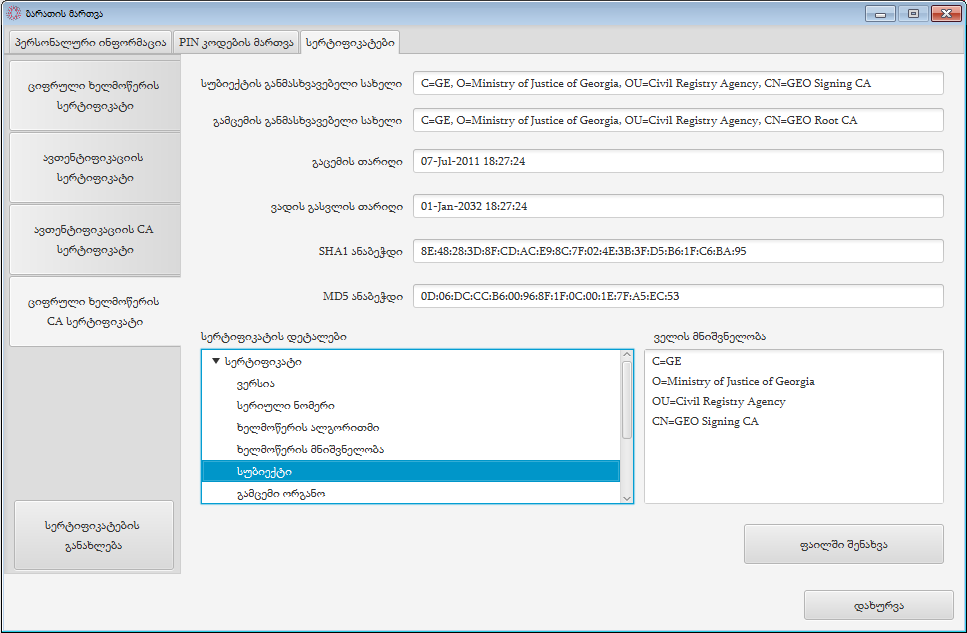 ბარათის მართვა
პერსონალური ინფორმაცია
PIN კოდების მართვა
სერტიფიკატები
ციფრული ხელმოწერის
სერტიფიკატი
ავთენტიფიკაციის
სერტიფიკატი
ავთენტიფიკაციის CA
სერტიფიკატი
ციფრული ხელმოწერის
CA სერტიფიკატი
სერტიფიკატების
განახლება
სუბიექტის განმასხვავებელი სახელი
C=GE, O=Ministry of Justice of Georgia, OU=Civil Registry Agency, CN=GEO Signing CA
გამცემის განმასხვავებელი სახელი
C=GE, O=Ministry of Justice of Georgia, OU=Civil Registry Agency, CN=GEO Root CA
გაცემის თარიღი
07-Jul-2011 18:27:24
ვადის გასვლის თარიღი
01-Jan-2032 18:27:24
SHA1 ანაბეჭდი
8E:48:28:3D:8F:CD:AC:E9:8C:7F:02:4E:3B:3F:D5:B6:1F:C6:BA:95
MD5 ანაბეჭდი
0D:06:DC:CC:B6:00:96:8F:1F:0C:00:1E:7F:A5:EC:53
სერტიფიკატის დეტალები
სერტიფიკატი
ვერსია
სერიული ნომერი
ხელმოწერის ალგორითმი
ხელმოწერის მნიშვნელობა
სუბიექტი
გამცემი ორგანო
ველის მნიშვნელობა
C=GE
O=Ministry of Justice of Georgia
OU=Civil Registry Agency
CN=GEO Signing CA
ფაილში შენახვა
დახურვა